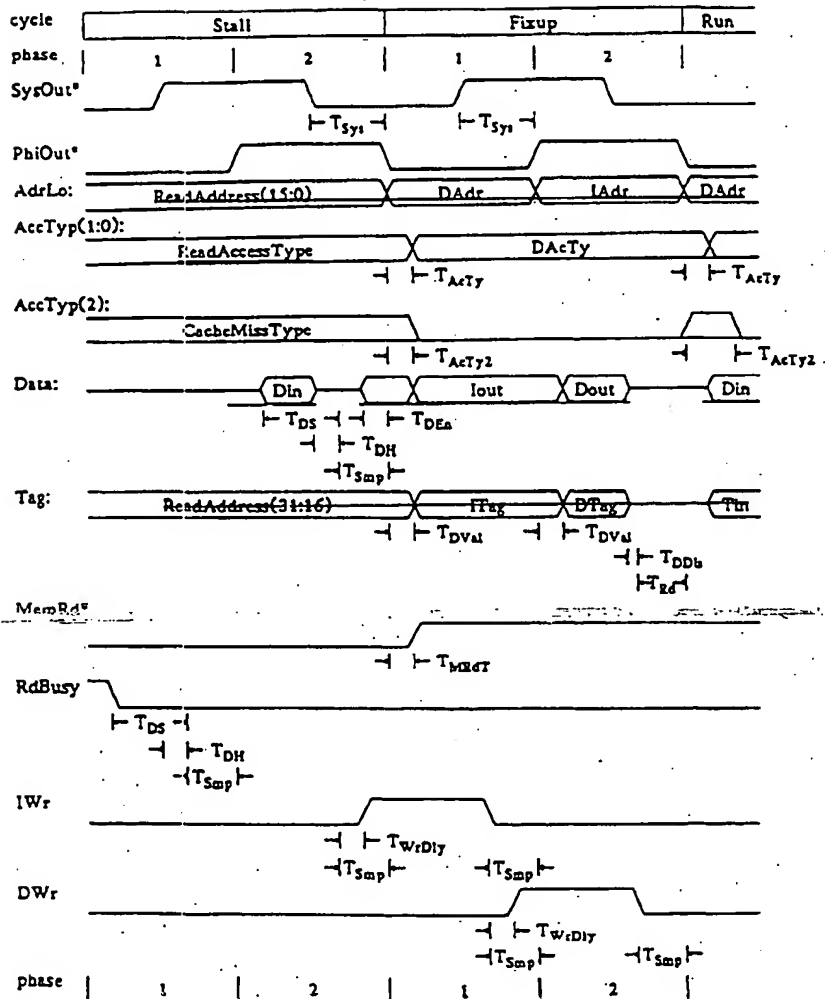 cycle Stall Fixup Run
phase 1 2 1 2
SysOut*
TSys TSys
PhiOut*
AdrLo: ReadAddress(15:0) DAdr IAdr DAdr
AccTyp(1:0):
ReadAccessType DAcTy
TAcTy TAcTy
AccTyp(2):
CacheMissType
TAcTy2 TAcTy2
Data: Din Iout Dout Din
TDS TDEn
TDH
TSmp
Tag: ReadAddress(31:16) ITag DTag TIn
TDVal TDVal
TDDis
TRd
MemRd*
TMRdT
RdBusy
TDS
TDH
TSmp
IWr
TWrDly
TSmp TSmp
DWr
TWrDly
TSmp TSmp
phase 1 2 1 2